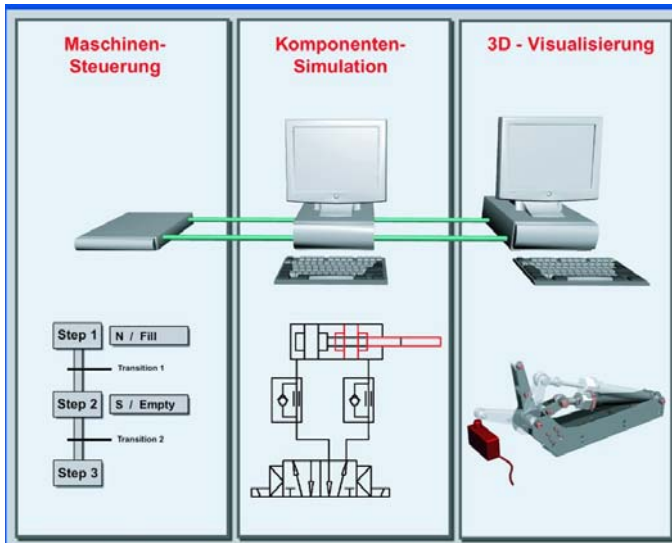 Maschinen-
Steuerung
Komponenten-
Simulation
3D - Visualisierung
Step 1
N / Fill
Transition 1
Step 2
S / Empty
Transition 2
Step 3